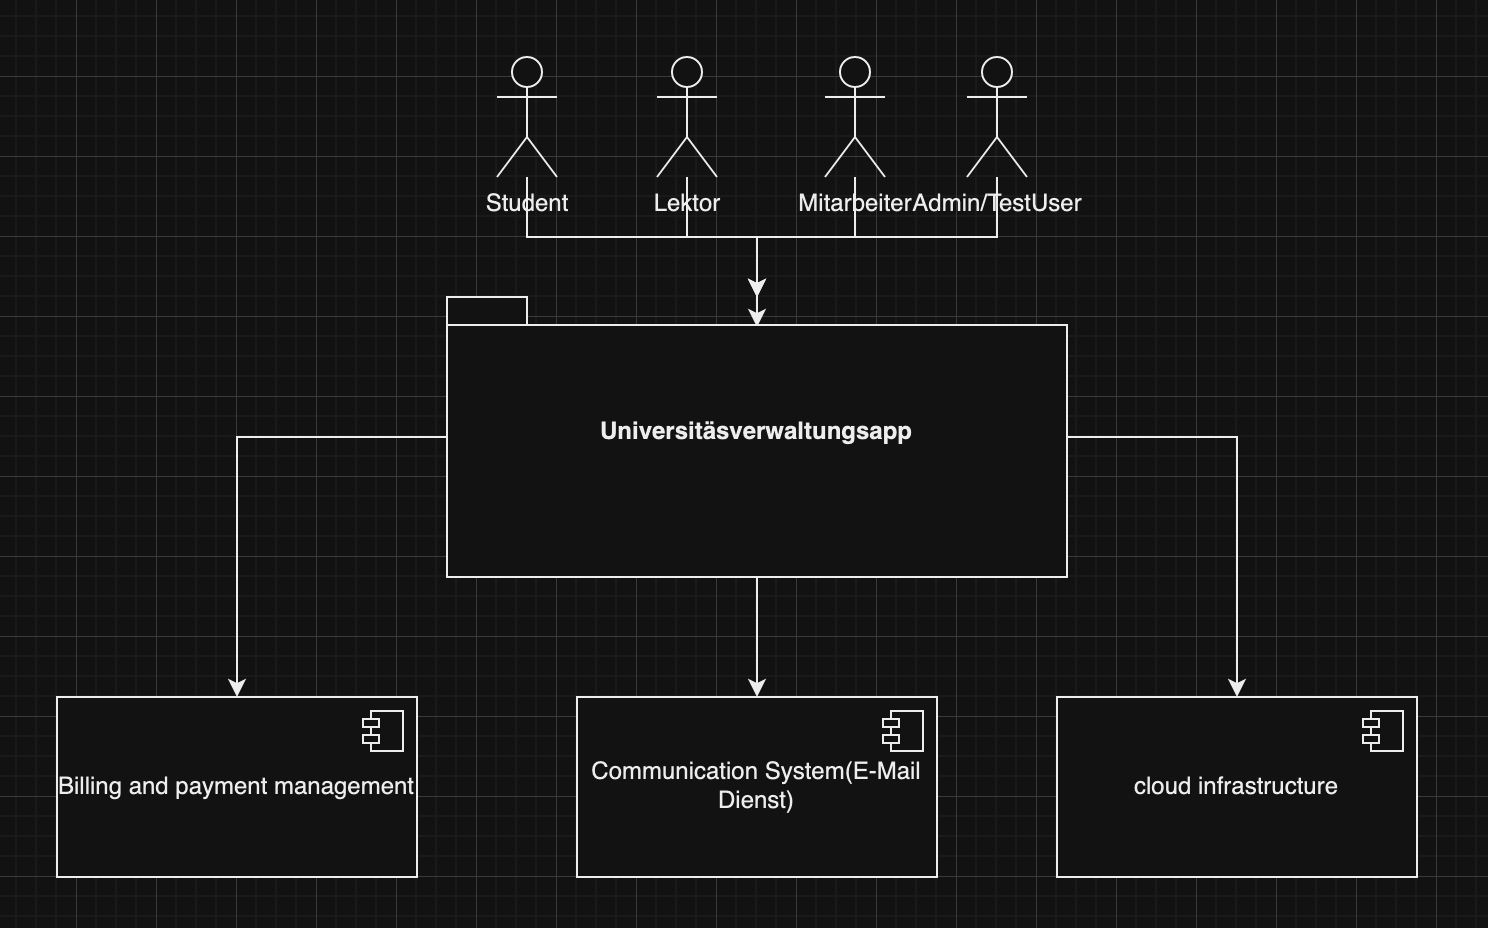 Student
Lektor
Mitarbeiter
Admin/TestUser
Universitäsverwaltungsapp
Billing and payment management
Communication System(E-Mail
Dienst)
cloud infrastructure